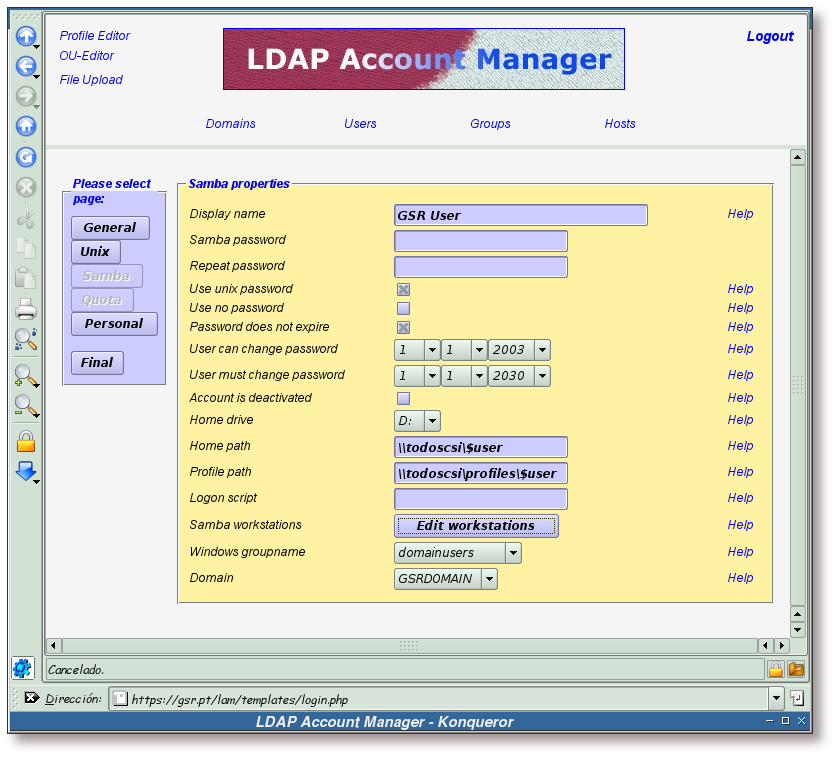 Profile Editor
OU-Editor
File Upload
LDAP Account Manager
Logout
Domains Users Groups Hosts
Please select
page:
General
Unix
Samba
Quota
Personal
Final
Samba properties
Display name GSR User Help
Samba password
Repeat password
Use unix password Help
Use no password Help
Password does not expire Help
User can change password 1 1 2003 Help
User must change password 1 1 2030 Help
Account is deactivated Help
Home drive D: Help
Home path \\todoscsi\$user Help
Profile path \\todoscsi\profiles\$user Help
Logon script Help
Samba workstations Edit workstations Help
Windows groupname domainusers Help
Domain GSRDOMAIN Help
Cancelado.
Dirección: https://gsr.pt/lam/templates/login.php
LDAP Account Manager - Konqueror